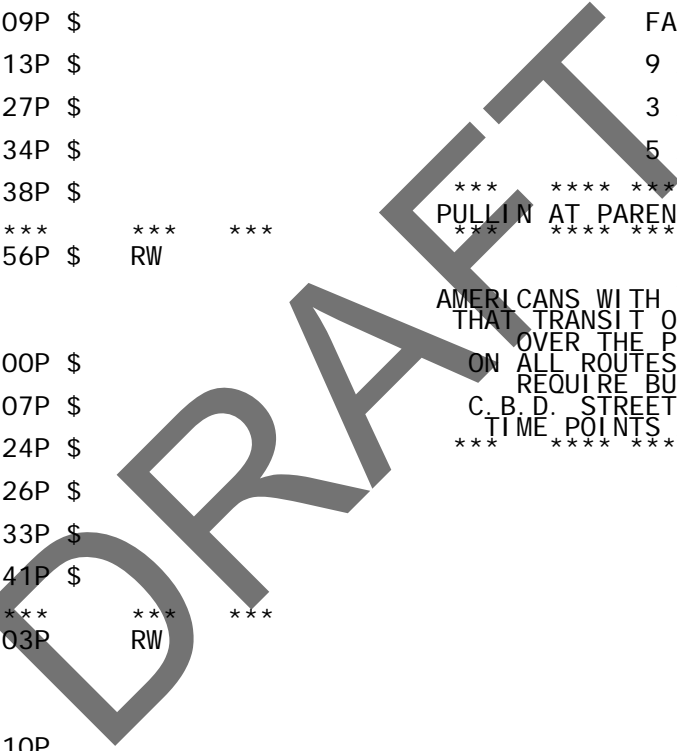 09P $ FA
13P $ 9
27P $ 3
34P $ 5
38P $ *** **** ***
PULLIN AT PAREN
*** *** *** *** **** ***
56P $ RW
AMERICANS WITH
THAT TRANSIT O
OVER THE P
00P $ ON ALL ROUTES
REQUIRE BU
07P $ C.B.D. STREET
TIME POINTS
24P $ *** **** ***
26P $
33P $
41P $
*** *** ***
03P RW
10P
DRAFT